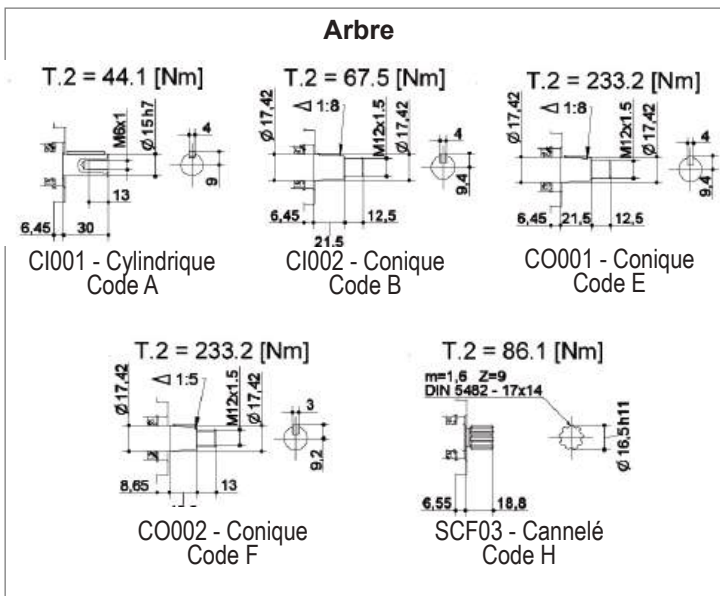 Arbre
T.2 = 44.1 [Nm]
M6x1
Ø 15 h7
4
9
13
6,45
30
CI001 - Cylindrique
Code A
T.2 = 67.5 [Nm]
Ø 17,42
1:8
M12x1.5
Ø 17,42
4
9,4
6,45
12,5
21,5
CI002 - Conique
Code B
T.2 = 233.2 [Nm]
Ø 17,42
1:8
M12x1.5
Ø 17,42
4
9,4
6,45
21,5
12,5
CO001 - Conique
Code E
T.2 = 233.2 [Nm]
Ø 17,42
1:5
M12x1.5
Ø 17,42
3
9,2
8,65
13
CO002 - Conique
Code F
T.2 = 86.1 [Nm]
m=1,6 Z=9
DIN 5482 - 17x14
Ø 16,5h11
6,55
18,8
SCF03 - Cannelé
Code H